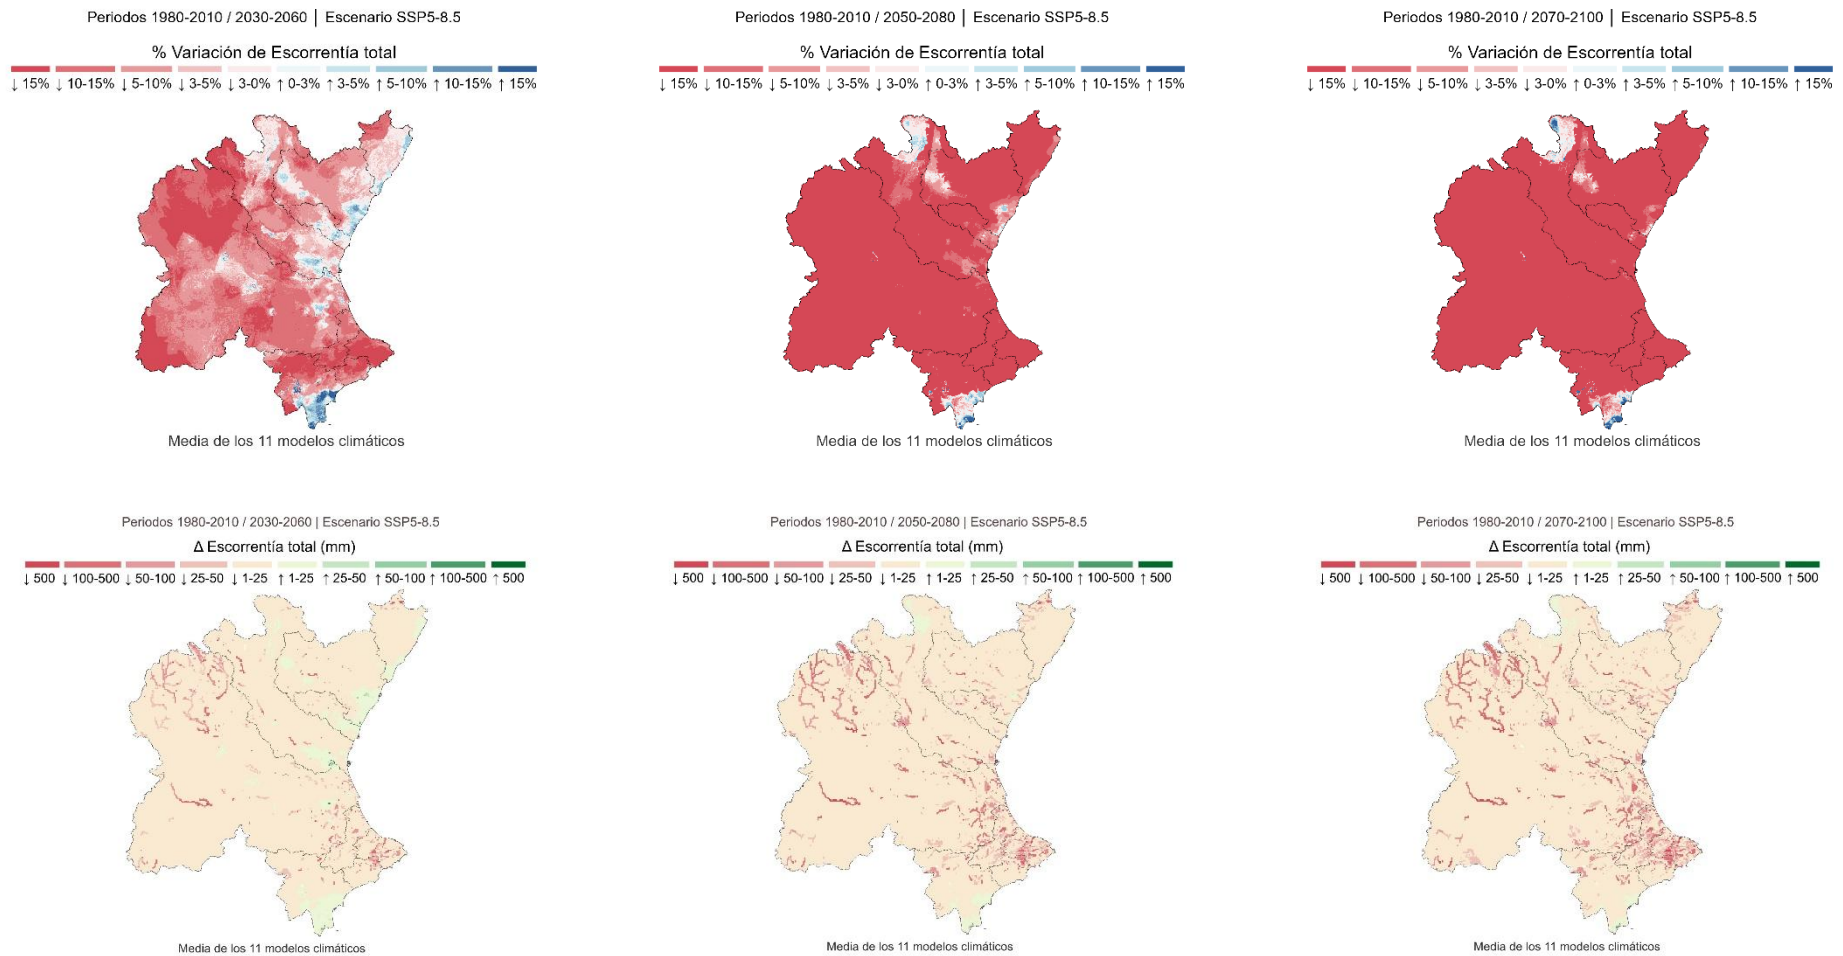 Periodos 1980-2010 / 2030-2060 | Escenario SSP5-8.5
% Variación de Escorrentía total
↓ 15% ↓ 10-15% ↓ 5-10% ↓ 3-5% ↓ 3-0% ↑ 0-3% ↑ 3-5% ↑ 5-10% ↑ 10-15% ↑ 15%
Media de los 11 modelos climáticos
Periodos 1980-2010 / 2050-2080 | Escenario SSP5-8.5
% Variación de Escorrentía total
↓ 15% ↓ 10-15% ↓ 5-10% ↓ 3-5% ↓ 3-0% ↑ 0-3% ↑ 3-5% ↑ 5-10% ↑ 10-15% ↑ 15%
Media de los 11 modelos climáticos
Periodos 1980-2010 / 2070-2100 | Escenario SSP5-8.5
% Variación de Escorrentía total
↓ 15% ↓ 10-15% ↓ 5-10% ↓ 3-5% ↓ 3-0% ↑ 0-3% ↑ 3-5% ↑ 5-10% ↑ 10-15% ↑ 15%
Media de los 11 modelos climáticos
Periodos 1980-2010 / 2030-2060 | Escenario SSP5-8.5
Δ Escorrentía total (mm)
↓ 500 ↓ 100-500 ↓ 50-100 ↓ 25-50 ↓ 1-25 ↑ 1-25 ↑ 25-50 ↑ 50-100 ↑ 100-500 ↑ 500
Media de los 11 modelos climáticos
Periodos 1980-2010 / 2050-2080 | Escenario SSP5-8.5
Δ Escorrentía total (mm)
↓ 500 ↓ 100-500 ↓ 50-100 ↓ 25-50 ↓ 1-25 ↑ 1-25 ↑ 25-50 ↑ 50-100 ↑ 100-500 ↑ 500
Media de los 11 modelos climáticos
Periodos 1980-2010 / 2070-2100 | Escenario SSP5-8.5
Δ Escorrentía total (mm)
↓ 500 ↓ 100-500 ↓ 50-100 ↓ 25-50 ↓ 1-25 ↑ 1-25 ↑ 25-50 ↑ 50-100 ↑ 100-500 ↑ 500
Media de los 11 modelos climáticos